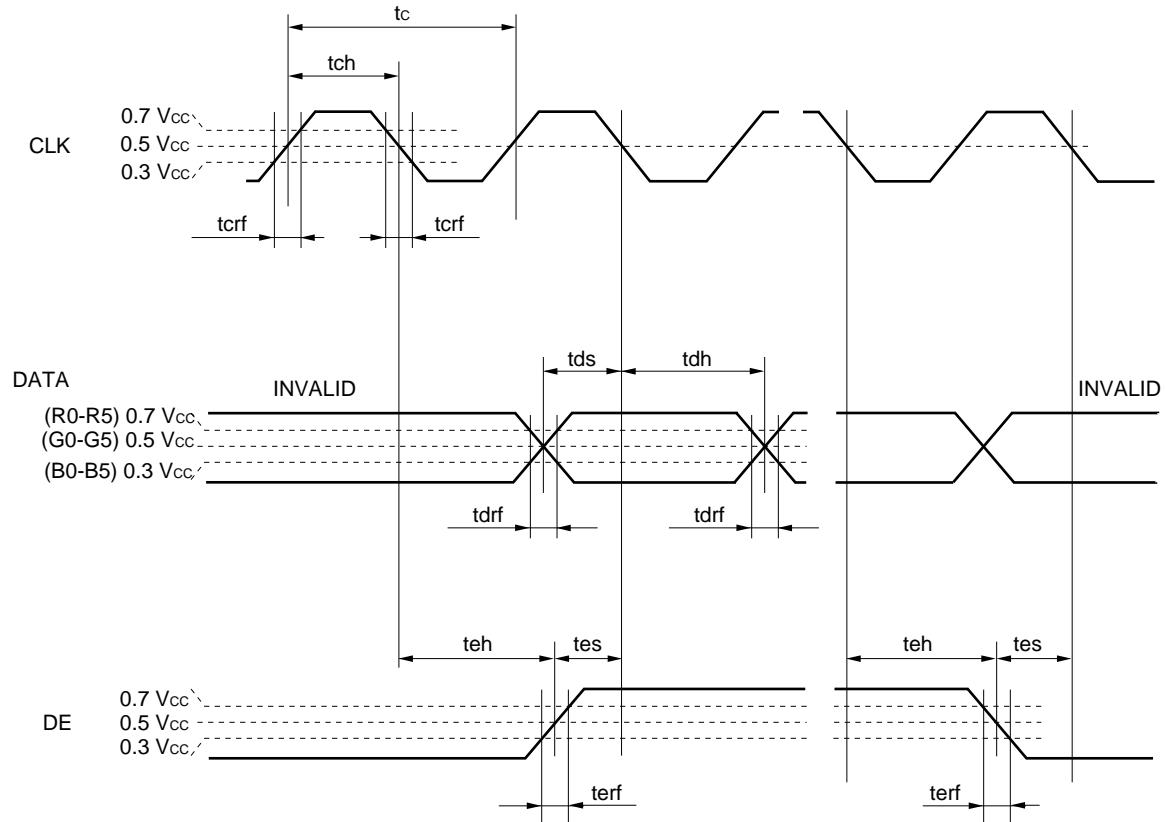 tc
tch
0.7 Vcc
CLK
0.5 Vcc
0.3 Vcc
tcrf
tcrf
tds
tdh
DATA
INVALID
INVALID
(R0-R5) 0.7 Vcc
(G0-G5) 0.5 Vcc
(B0-B5) 0.3 Vcc
tdrf
tdrf
teh
tes
teh
tes
0.7 Vcc
DE
0.5 Vcc
0.3 Vcc
terf
terf